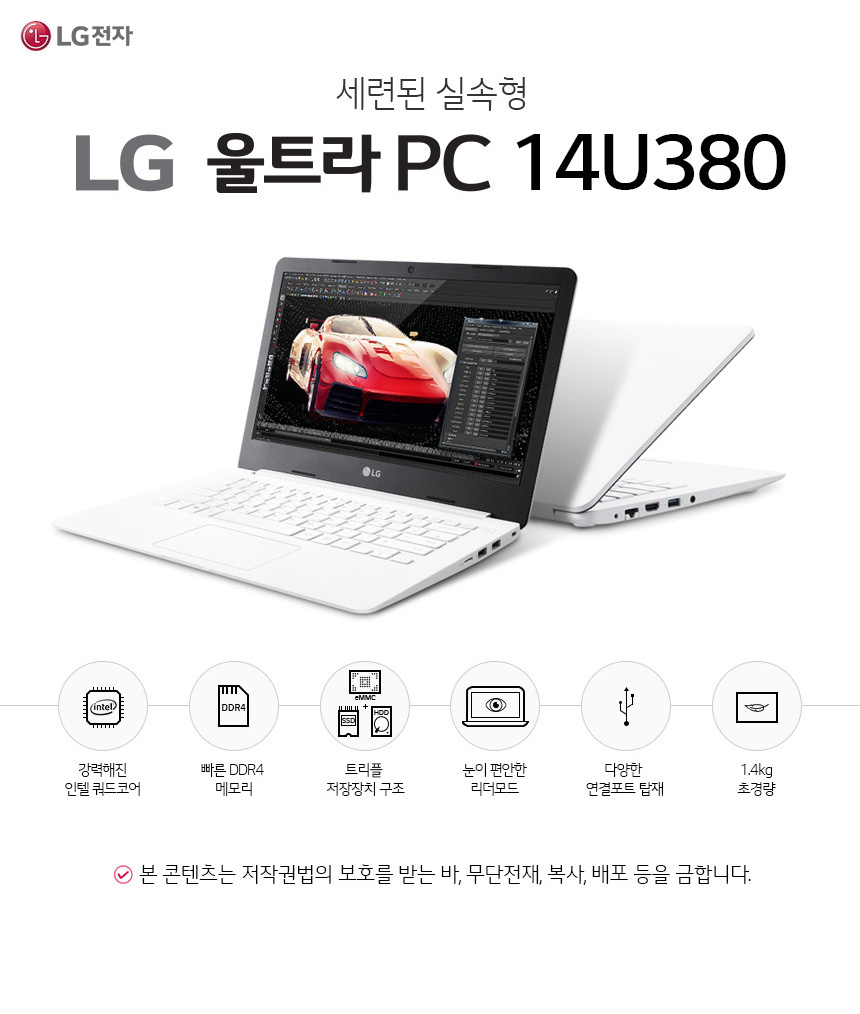 LG전자
세련된 실속형
LG 울트라 PC 14U380
LG
intel
DDR4
eMMC
+
SSD
HDD
강력해진
인텔 쿼드코어
빠른 DDR4
메모리
트리플
저장장치 구조
눈이 편안한
리더모드
다양한
연결포트 탑재
1.4kg
초경량
본 콘텐츠는 저작권법의 보호를 받는 바, 무단전재, 복사, 배포 등을 금합니다.